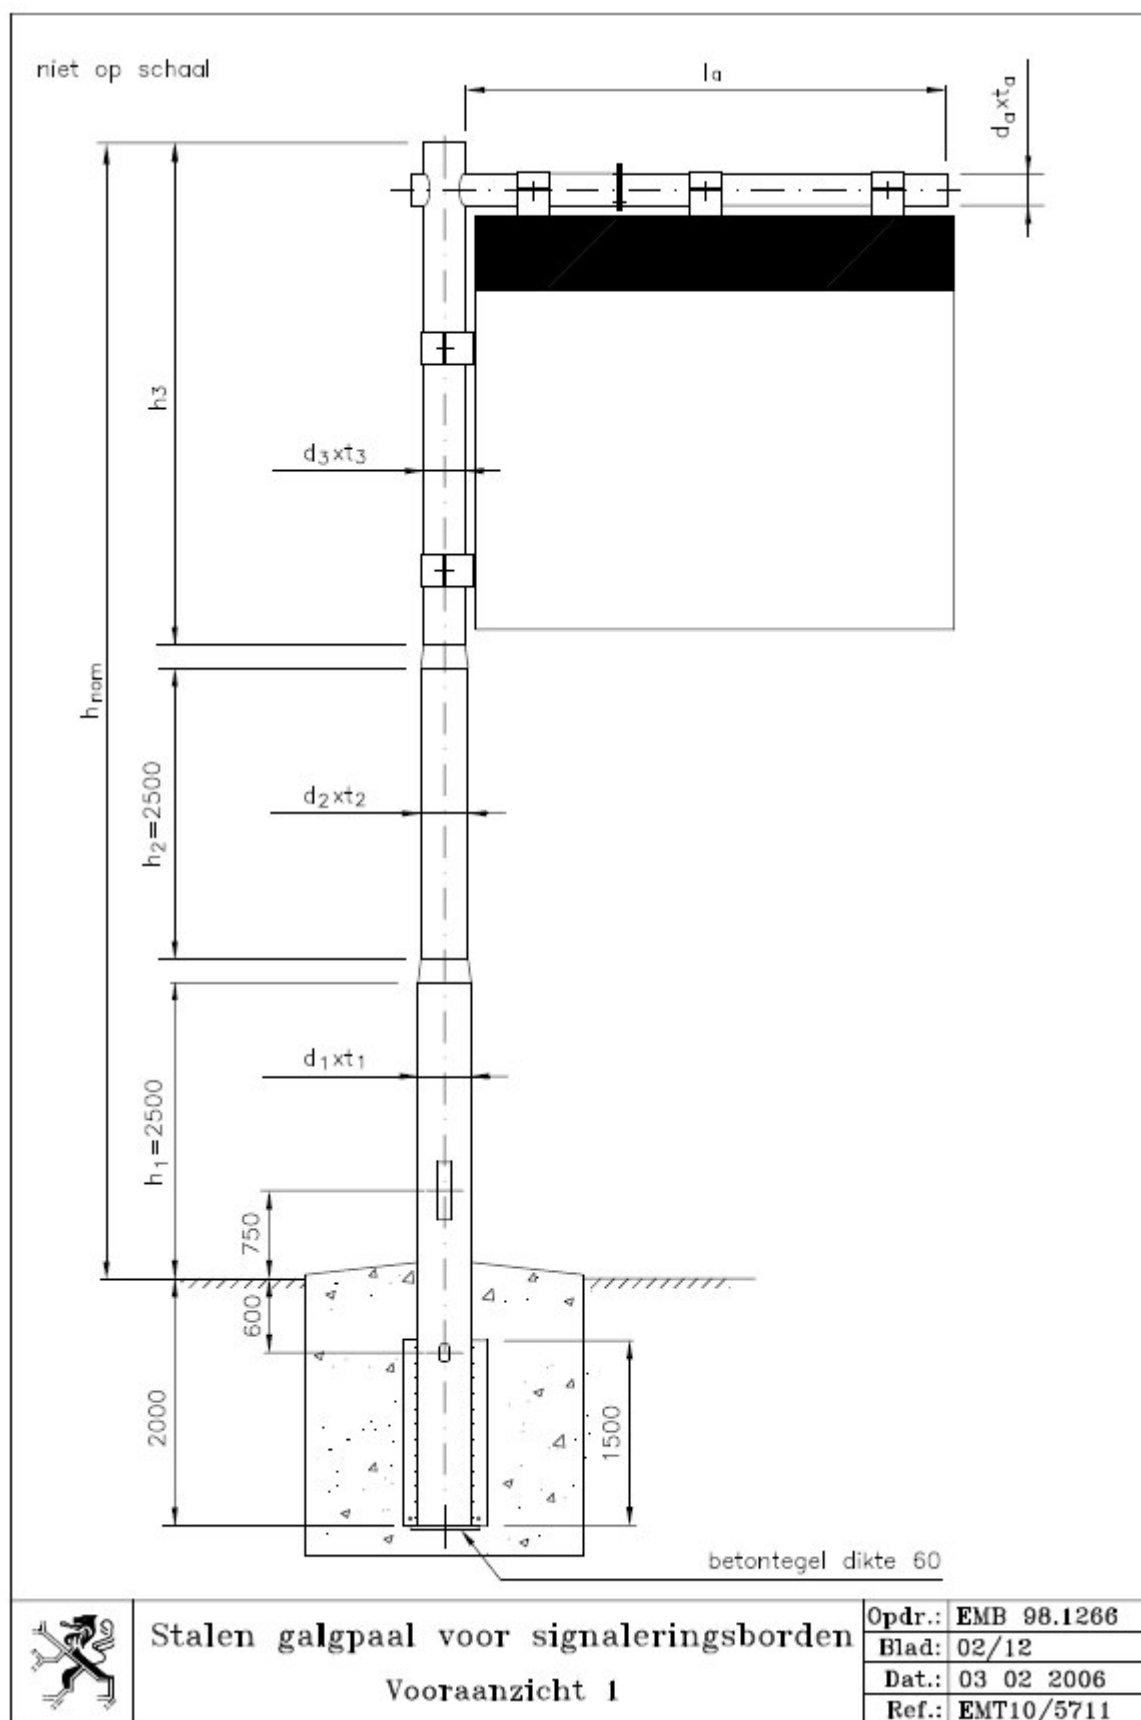 niet op schaal
la
daxta
h3
d3xt3
hnom
h2=2500
d2xt2
h1=2500
d1xt1
750
600
2000
1500
betontegel dikte 60
Stalen galgpaal voor signaleringsborden
Vooraanzicht 1
Opdr.: EMB 98.1266
Blad: 02/12
Dat.: 03 02 2006
Ref.: EMT10/5711